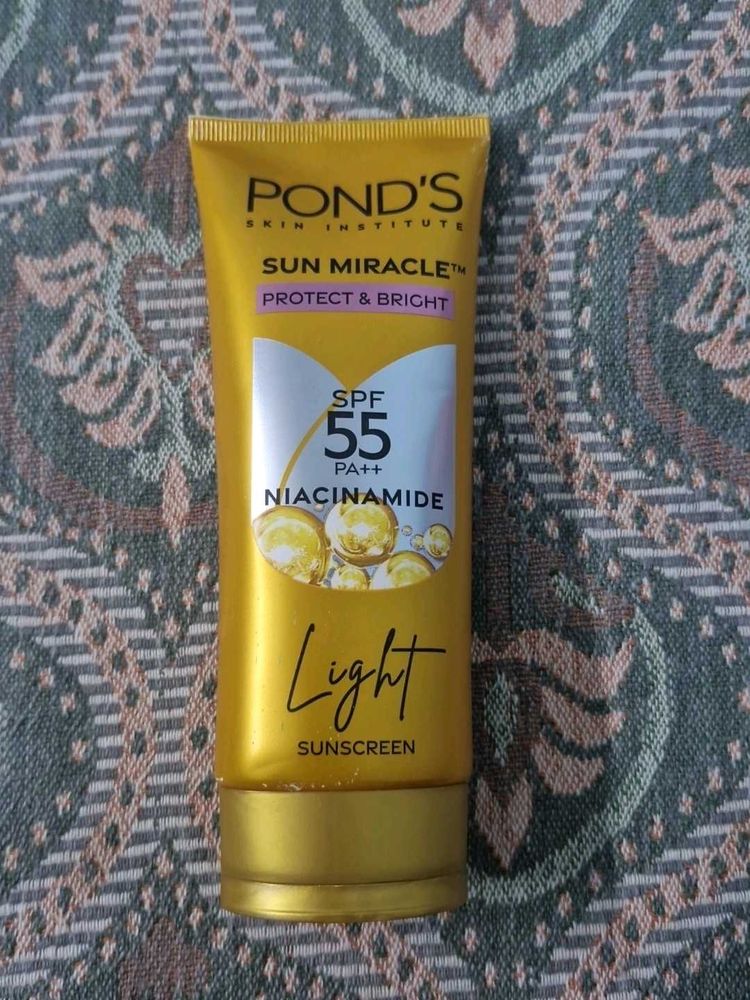 POND'S
SKIN INSTITUTE
SUN MIRACLE™
PROTECT & BRIGHT
SPF
55
PA++
NIACINAMIDE
Light
SUNSCREEN